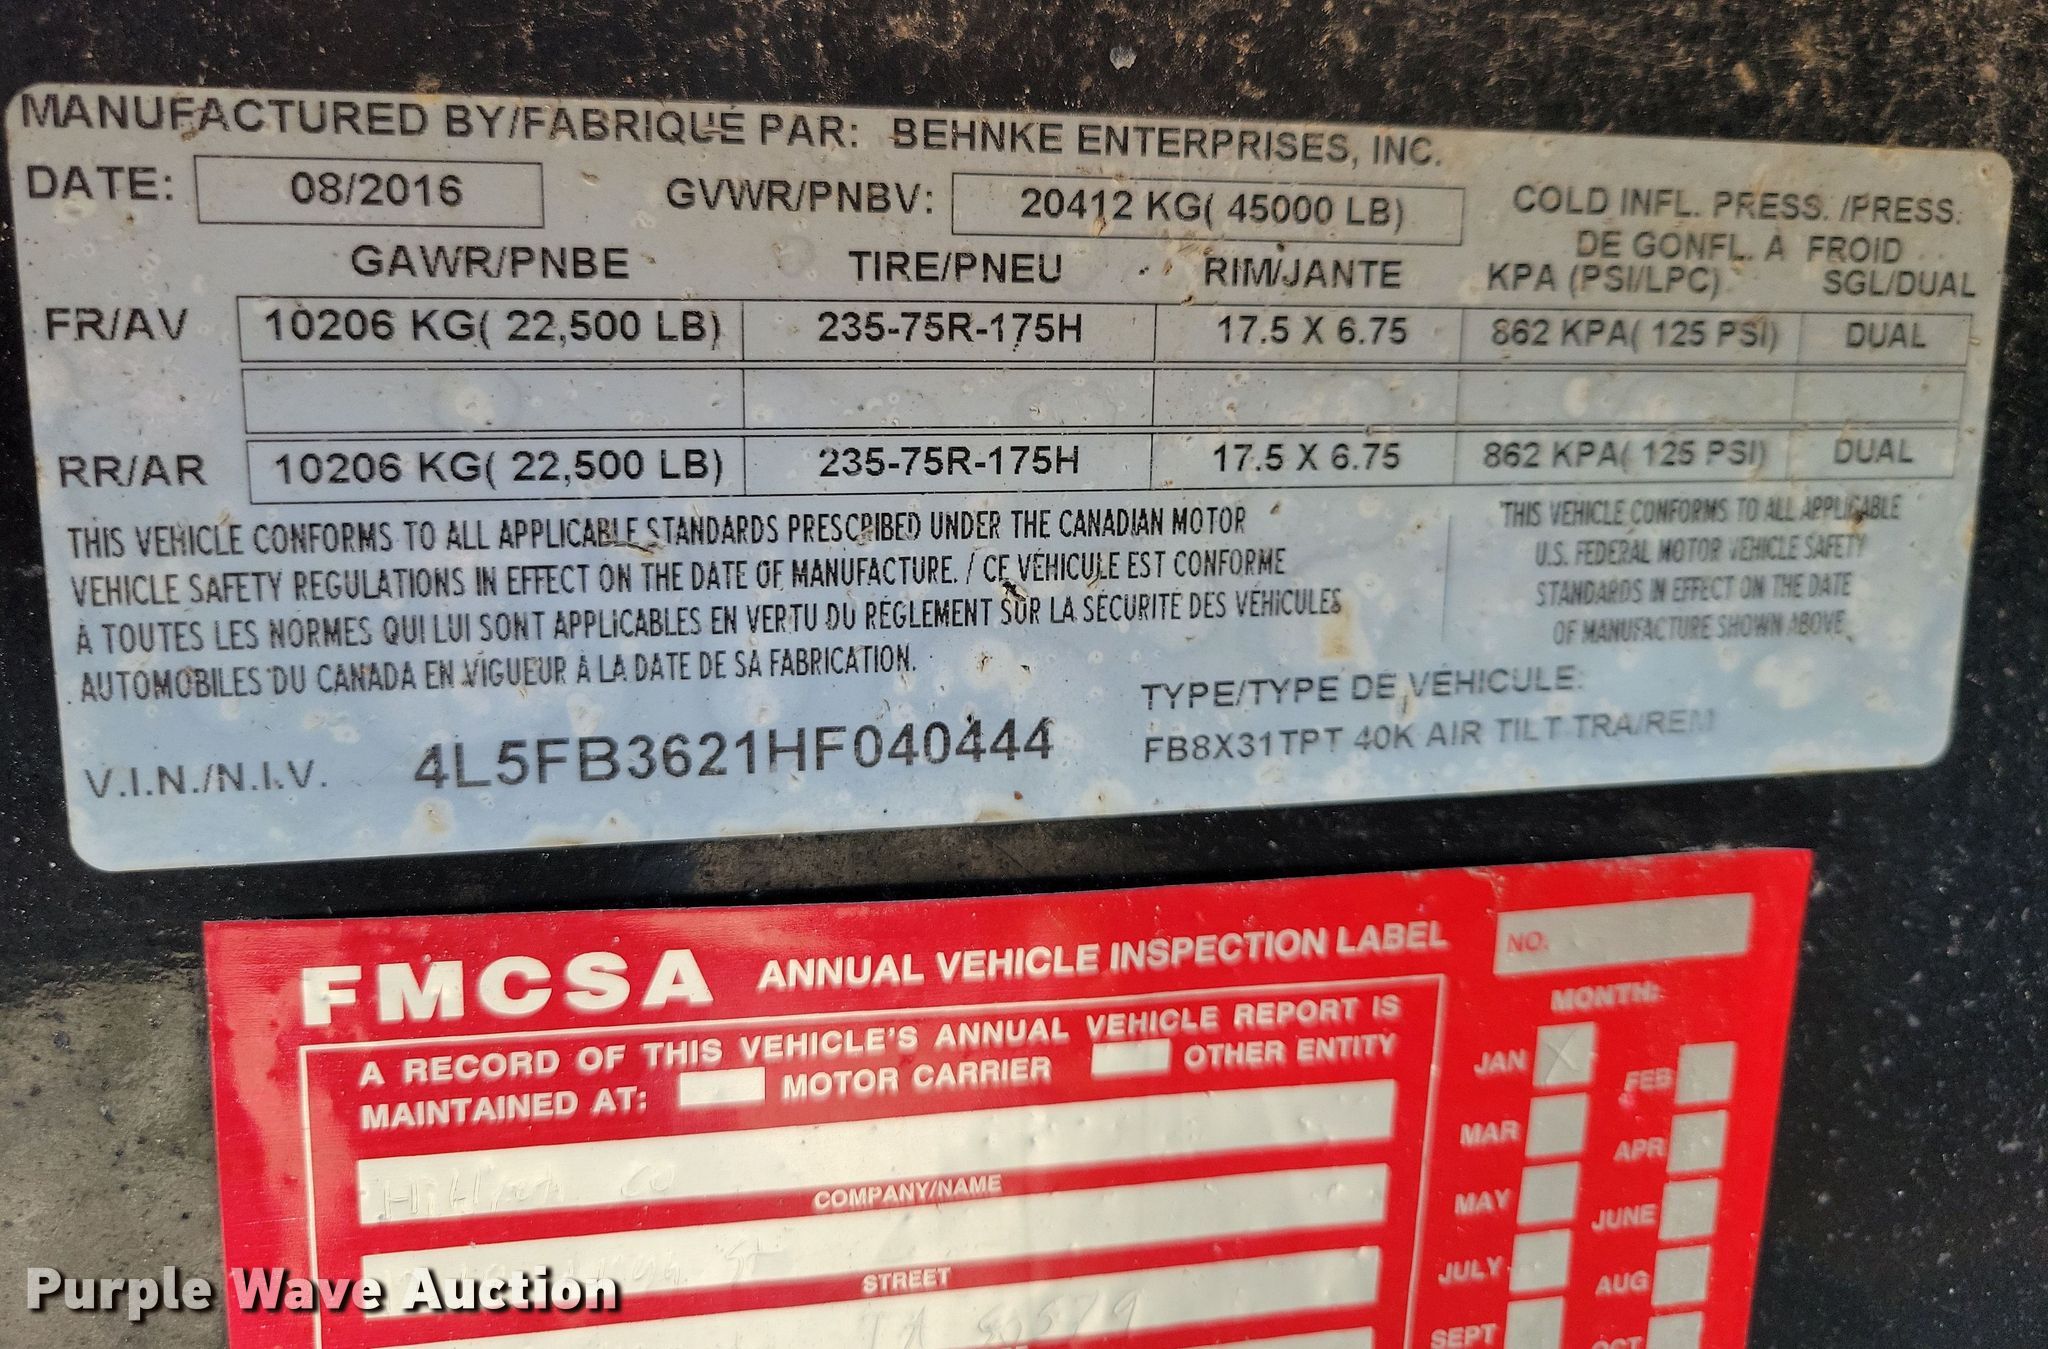 MANUFACTURED BY/FABRIQUÉ PAR: BEHNKE ENTERPRISES, INC.
DATE: 08/2016 GVWR/PNBV: 20412 KG( 45000 LB) COLD INFL. PRESS. /PRESS.
DE GONFL. À FROID
GAWR/PNBE TIRE/PNEU RIM/JANTE KPA (PSI/LPC) SGL/DUAL
FR/AV 10206 KG( 22,500 LB) 235-75R-175H 17.5 X 6.75 862 KPA( 125 PSI) DUAL
RR/AR 10206 KG( 22,500 LB) 235-75R-175H 17.5 X 6.75 862 KPA( 125 PSI) DUAL
THIS VEHICLE CONFORMS TO ALL APPLICABLE STANDARDS PRESCRIBED UNDER THE CANADIAN MOTOR
VEHICLE SAFETY REGULATIONS IN EFFECT ON THE DATE OF MANUFACTURE. / CE VÉHICULE EST CONFORME
À TOUTES LES NORMES QUI LUI SONT APPLICABLES EN VERTU DU RÉGLEMENT SUR LA SÉCURITÉ DES VÉHICULES
AUTOMOBILES DU CANADA EN VIGUEUR À LA DATE DE SA FABRICATION.
THIS VEHICLE CONFORMS TO ALL APPLICABLE
U.S. FEDERAL MOTOR VEHICLE SAFETY
STANDARDS IN EFFECT ON THE DATE
OF MANUFACTURE SHOWN ABOVE
TYPE/TYPE DE VÉHICULE:
V.I.N./N.I.V. 4L5FB3621HF040444 FB8X31TPT 40K AIR TILT TRA/REM
FMCSA ANNUAL VEHICLE INSPECTION LABEL NO.
A RECORD OF THIS VEHICLE'S ANNUAL VEHICLE REPORT IS
MAINTAINED AT: MOTOR CARRIER OTHER ENTITY
COMPANY/NAME
STREET
MONTH:
JAN X FEB
MAR APR
MAY JUNE
JULY AUG
SEPT OCT
Purple Wave Auction